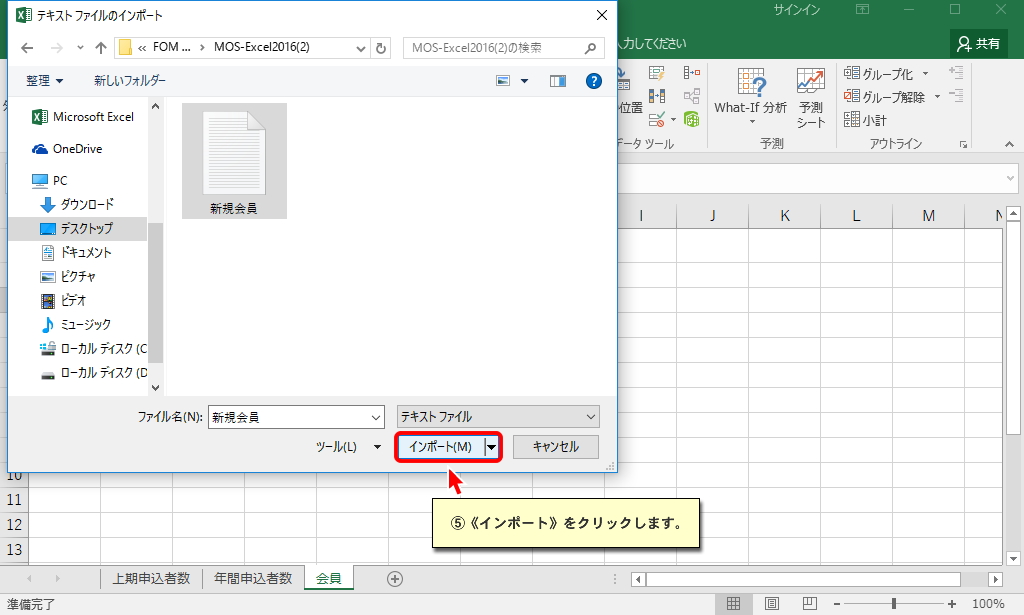 テキスト ファイルのインポート
サインイン
« FOM ... › MOS-Excel2016(2)
MOS-Excel2016(2)の検索
入力してください
共有
整理
新しいフォルダー
Microsoft Excel
OneDrive
PC
ダウンロード
デスクトップ
ドキュメント
ピクチャ
ビデオ
ミュージック
ローカル ディスク (C
ローカル ディスク (D
新規会員
位置
What-If 分析
予測
シート
グループ化
グループ解除
小計
データ ツール
予測
アウトライン
I J K L M N
ファイル名(N):
新規会員
テキスト ファイル
ツール(L)
インポート(M)
キャンセル
10
11
12
13
⑤《インポート》をクリックします。
上期申込者数
年間申込者数
会員
準備完了
100%